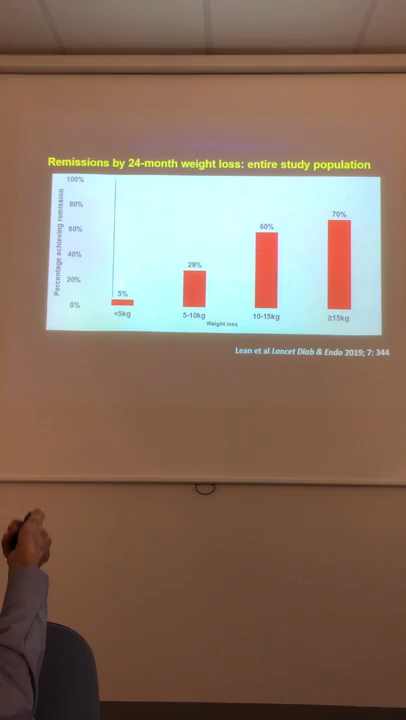 Remissions by 24-month weight loss: entire study population
Percentage achieving remission
100%
80%
60%
40%
20%
0%
5%
29%
60%
70%
<5kg
5-10kg
10-15kg
≥15kg
Weight loss
Lean et al Lancet Diab & Endo 2019; 7: 344